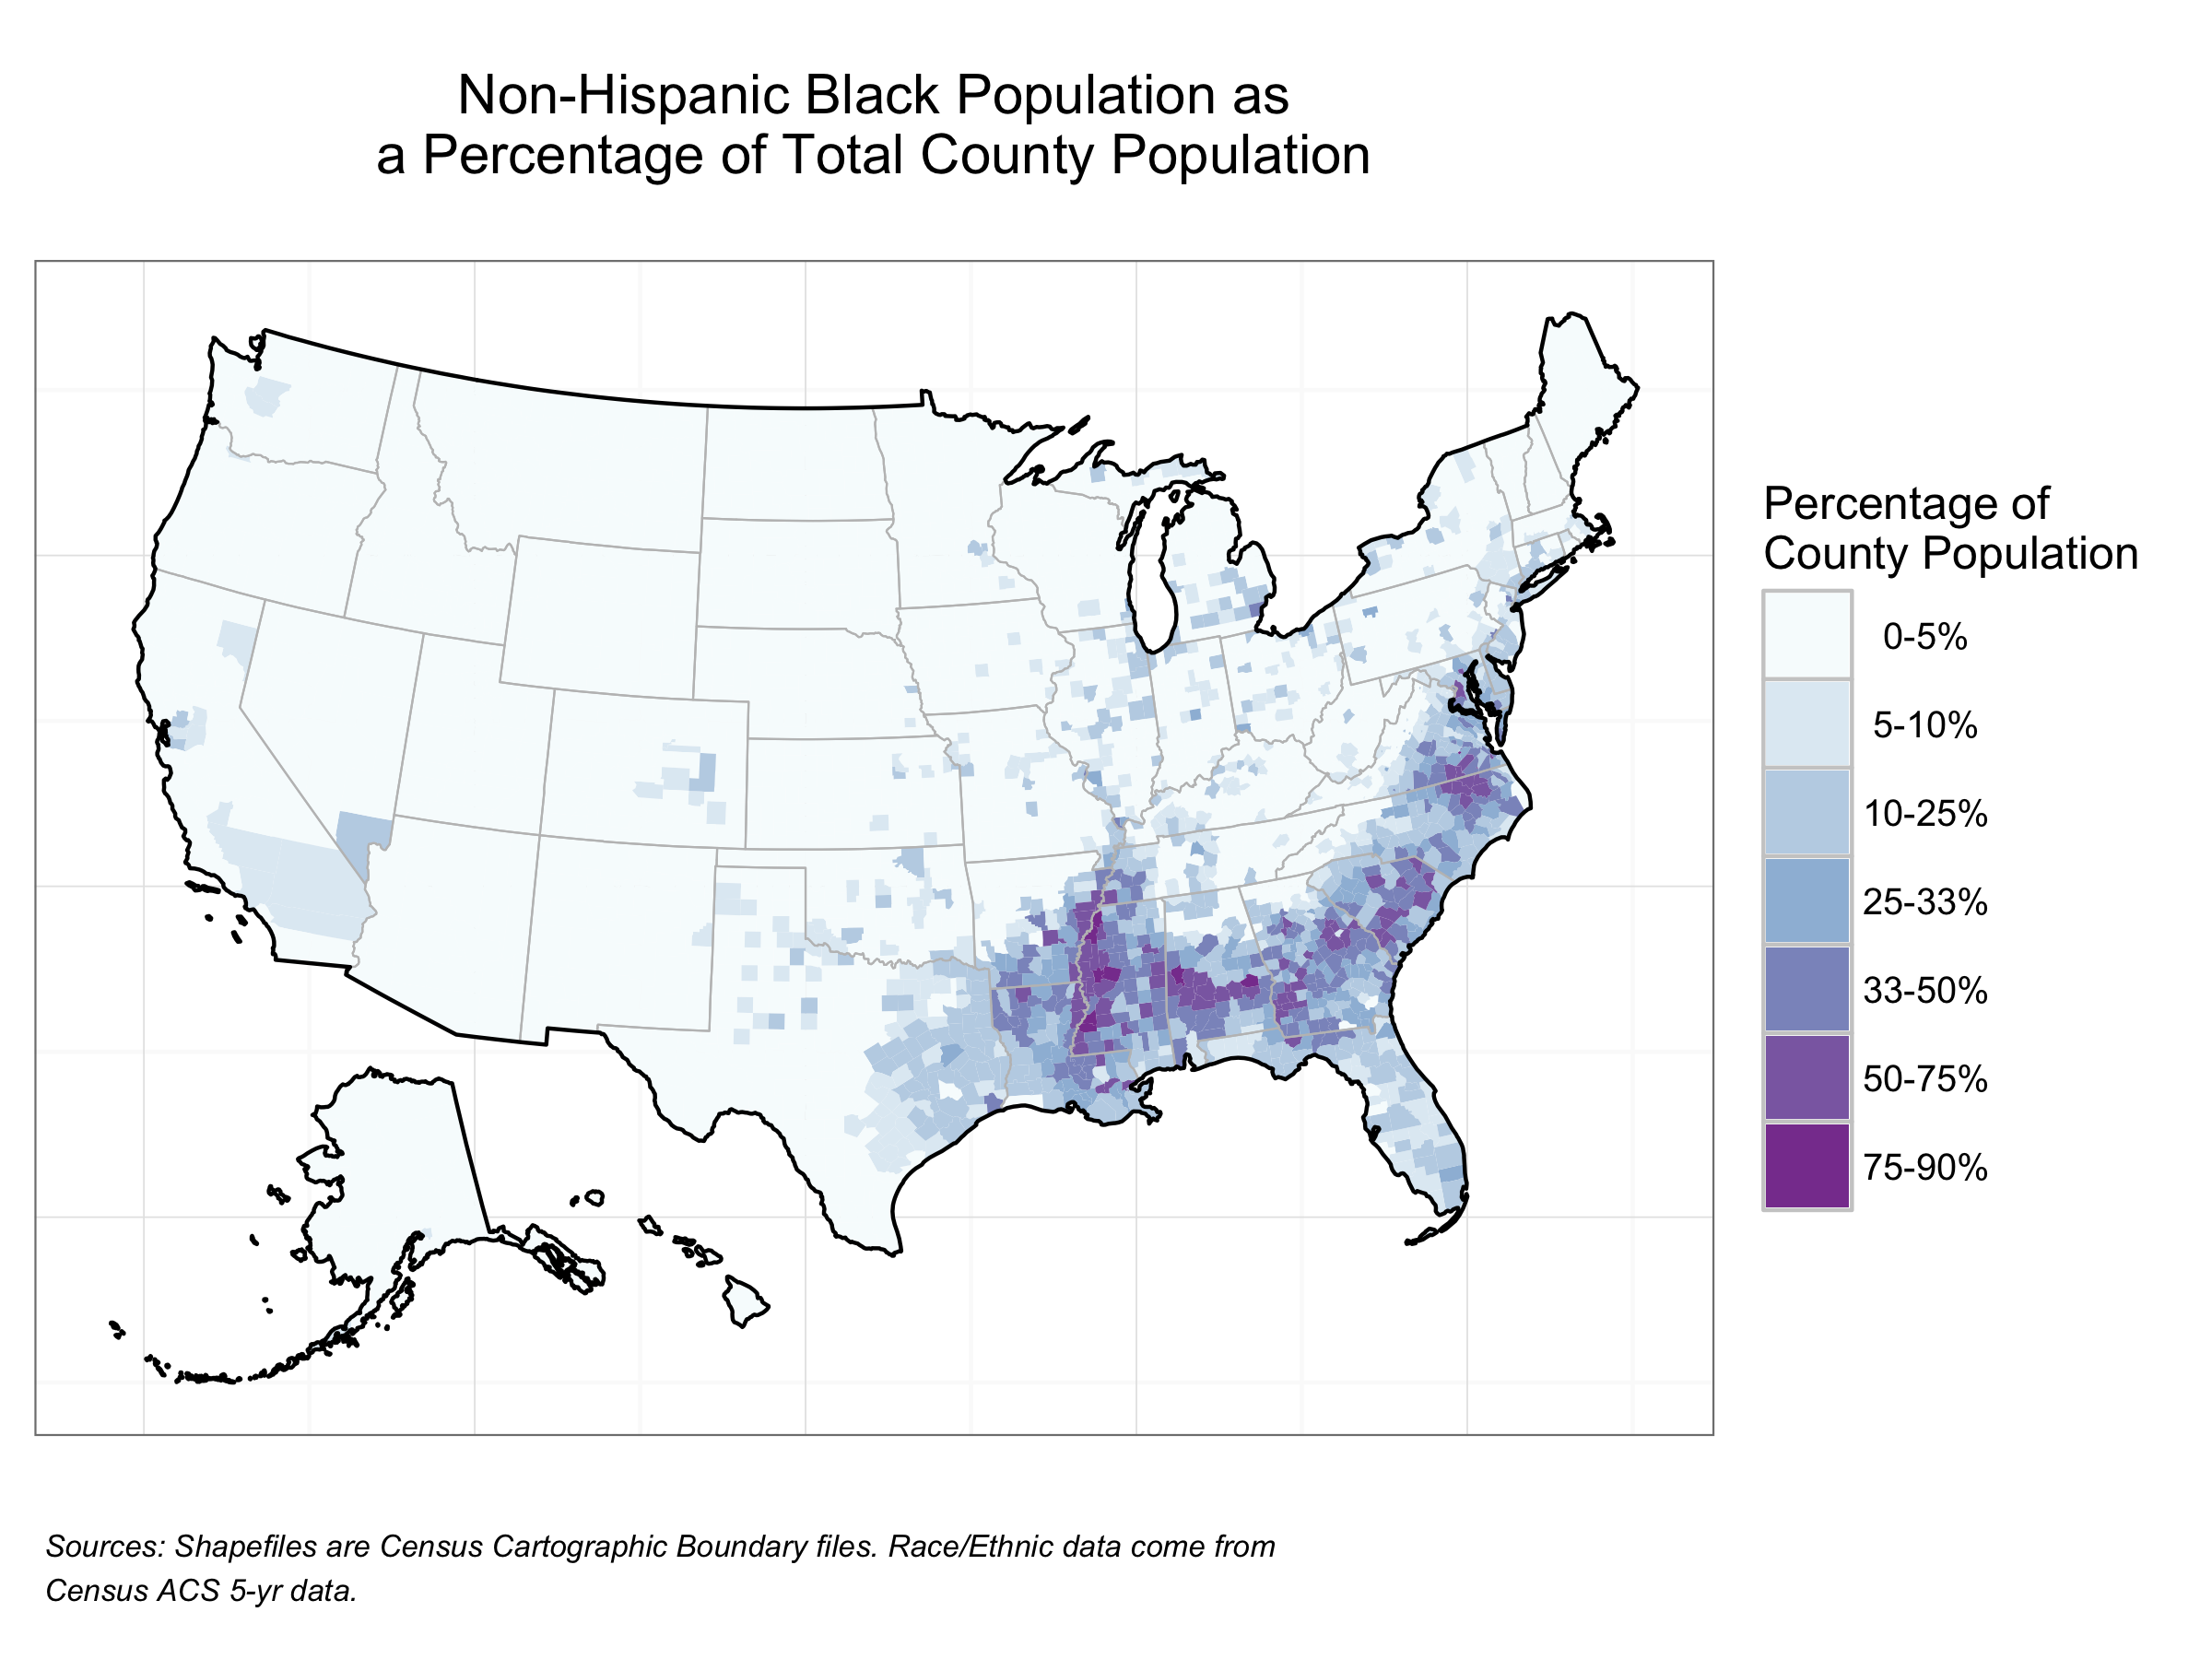 Non-Hispanic Black Population as
a Percentage of Total County Population
Percentage of
County Population
0-5%
5-10%
10-25%
25-33%
33-50%
50-75%
75-90%
Sources: Shapefiles are Census Cartographic Boundary files. Race/Ethnic data come from
Census ACS 5-yr data.